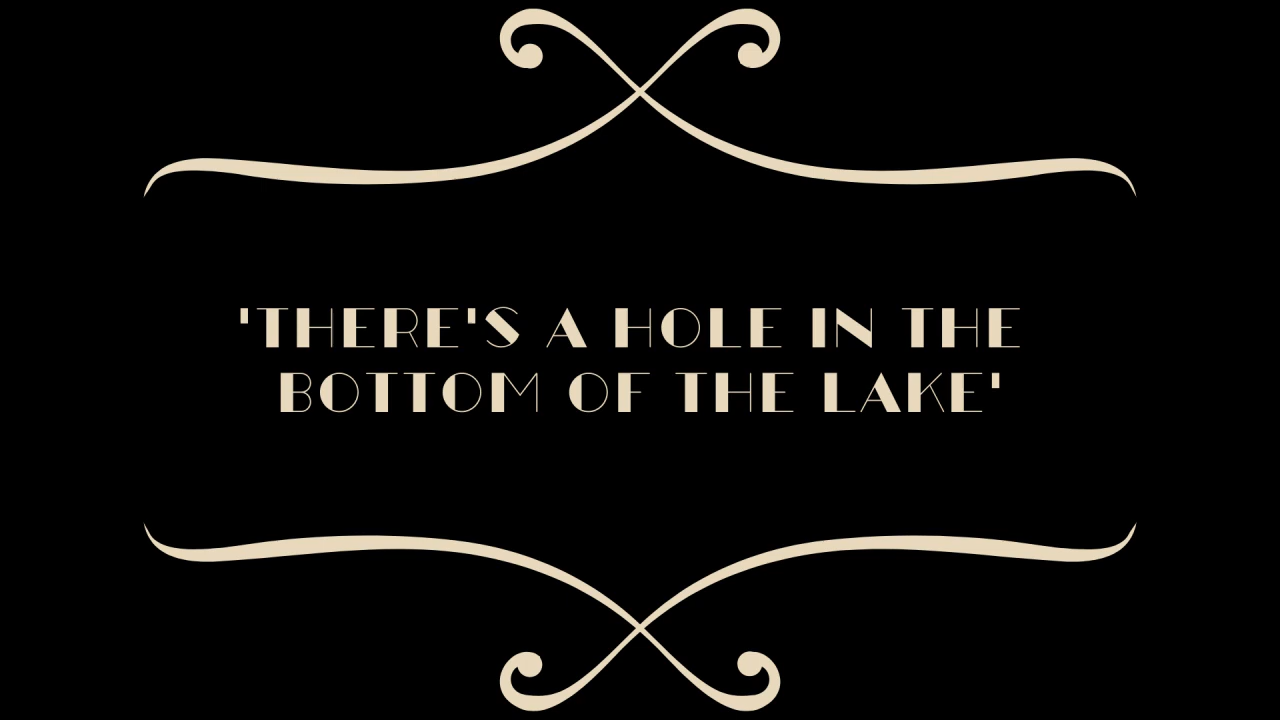 'THERE'S A HOLE IN THE
BOTTOM OF THE LAKE'